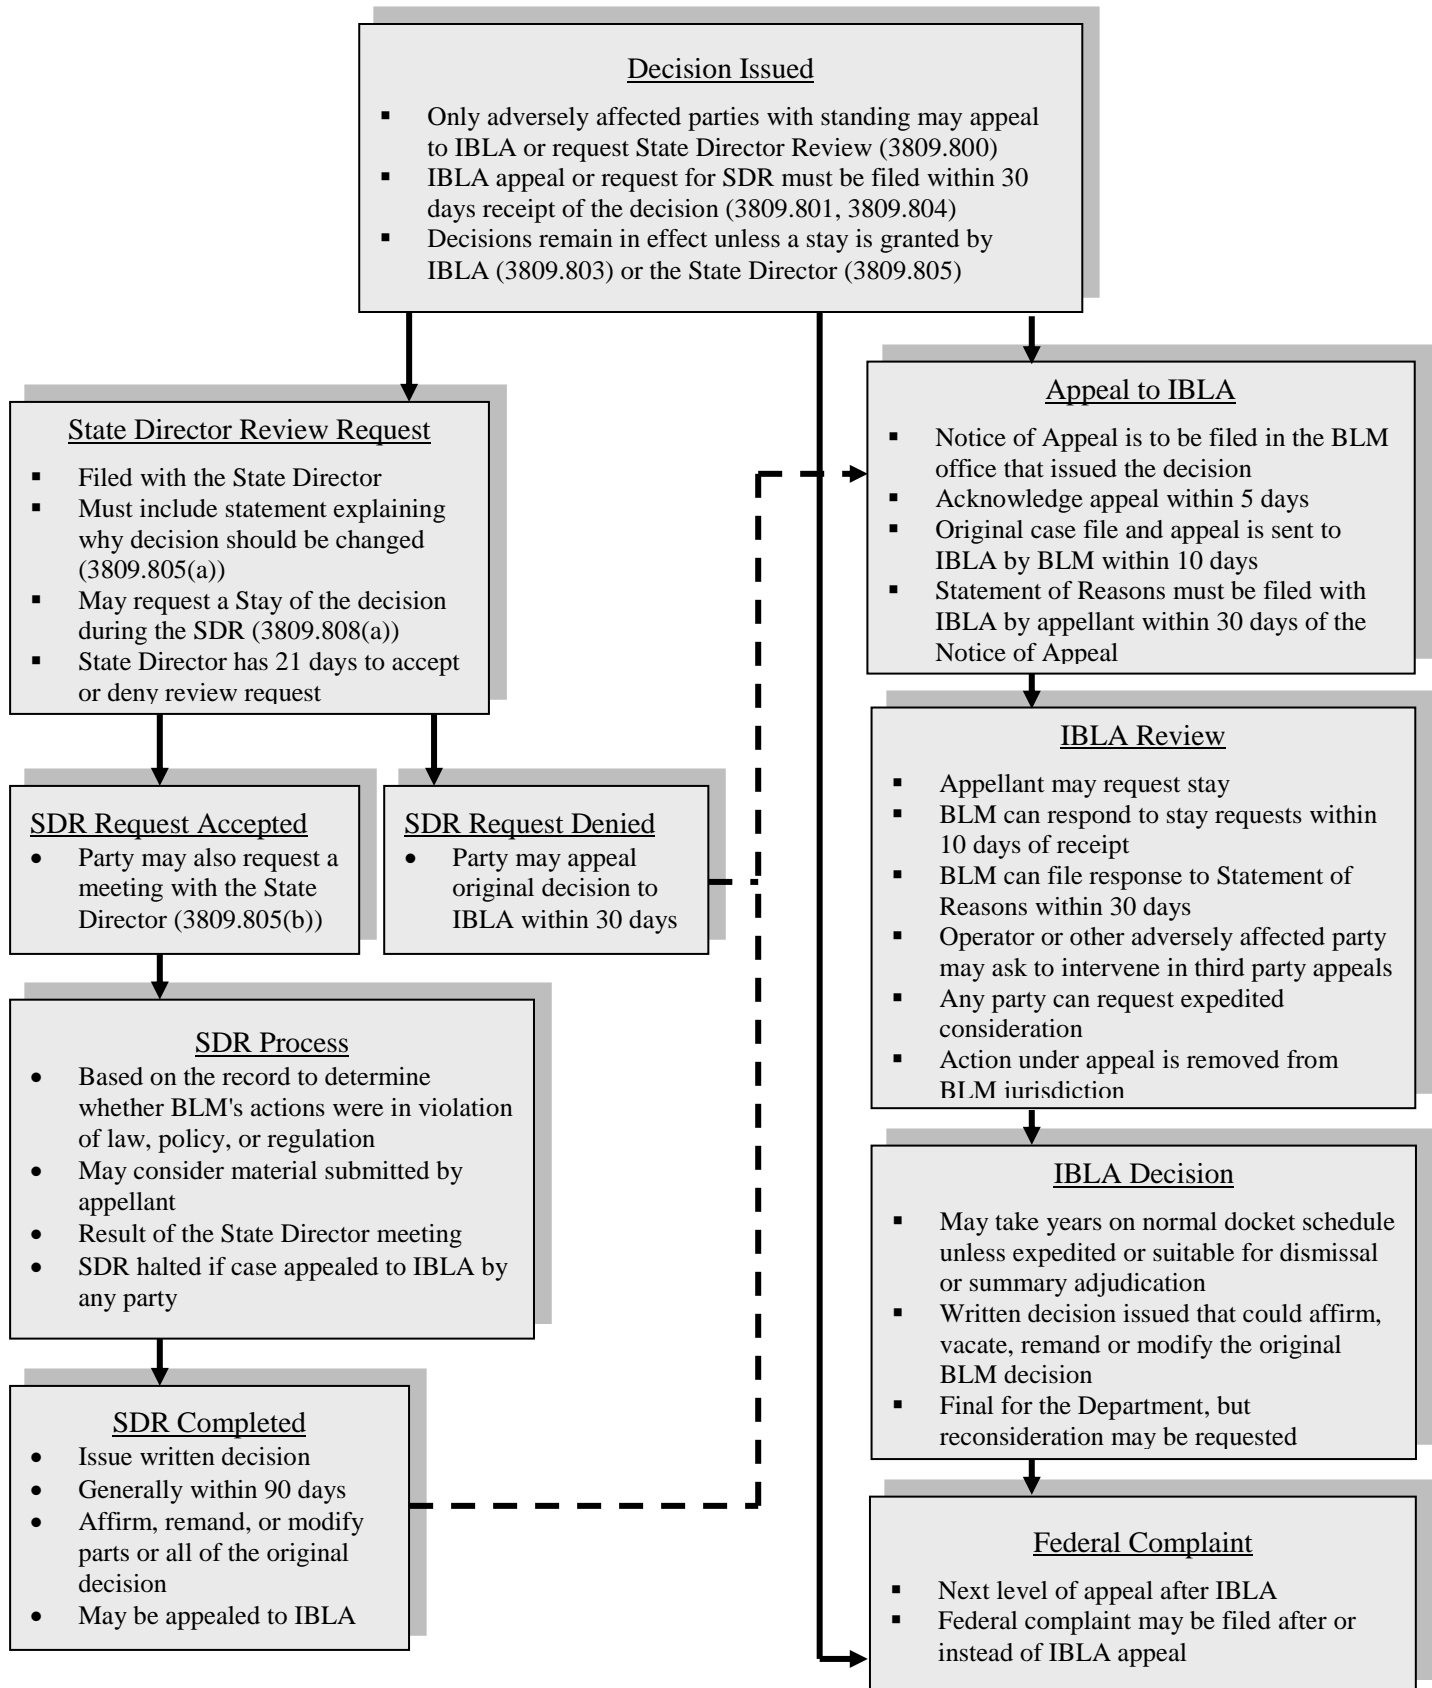 Decision Issued
▪ Only adversely affected parties with standing may appeal
to IBLA or request State Director Review (3809.800)
▪ IBLA appeal or request for SDR must be filed within 30
days receipt of the decision (3809.801, 3809.804)
▪ Decisions remain in effect unless a stay is granted by
IBLA (3809.803) or the State Director (3809.805)
State Director Review Request
▪ Filed with the State Director
▪ Must include statement explaining
why decision should be changed
(3809.805(a))
▪ May request a Stay of the decision
during the SDR (3809.808(a))
▪ State Director has 21 days to accept
or deny review request
SDR Request Accepted
• Party may also request a
meeting with the State
Director (3809.805(b))
SDR Request Denied
• Party may appeal
original decision to
IBLA within 30 days
SDR Process
• Based on the record to determine
whether BLM's actions were in violation
of law, policy, or regulation
• May consider material submitted by
appellant
• Result of the State Director meeting
• SDR halted if case appealed to IBLA by
any party
SDR Completed
• Issue written decision
• Generally within 90 days
• Affirm, remand, or modify
parts or all of the original
decision
• May be appealed to IBLA
Appeal to IBLA
▪ Notice of Appeal is to be filed in the BLM
office that issued the decision
▪ Acknowledge appeal within 5 days
▪ Original case file and appeal is sent to
IBLA by BLM within 10 days
▪ Statement of Reasons must be filed with
IBLA by appellant within 30 days of the
Notice of Appeal
IBLA Review
▪ Appellant may request stay
▪ BLM can respond to stay requests within
10 days of receipt
▪ BLM can file response to Statement of
Reasons within 30 days
▪ Operator or other adversely affected party
may ask to intervene in third party appeals
▪ Any party can request expedited
consideration
▪ Action under appeal is removed from
BLM jurisdiction
IBLA Decision
▪ May take years on normal docket schedule
unless expedited or suitable for dismissal
or summary adjudication
▪ Written decision issued that could affirm,
vacate, remand or modify the original
BLM decision
▪ Final for the Department, but
reconsideration may be requested
Federal Complaint
▪ Next level of appeal after IBLA
▪ Federal complaint may be filed after or
instead of IBLA appeal